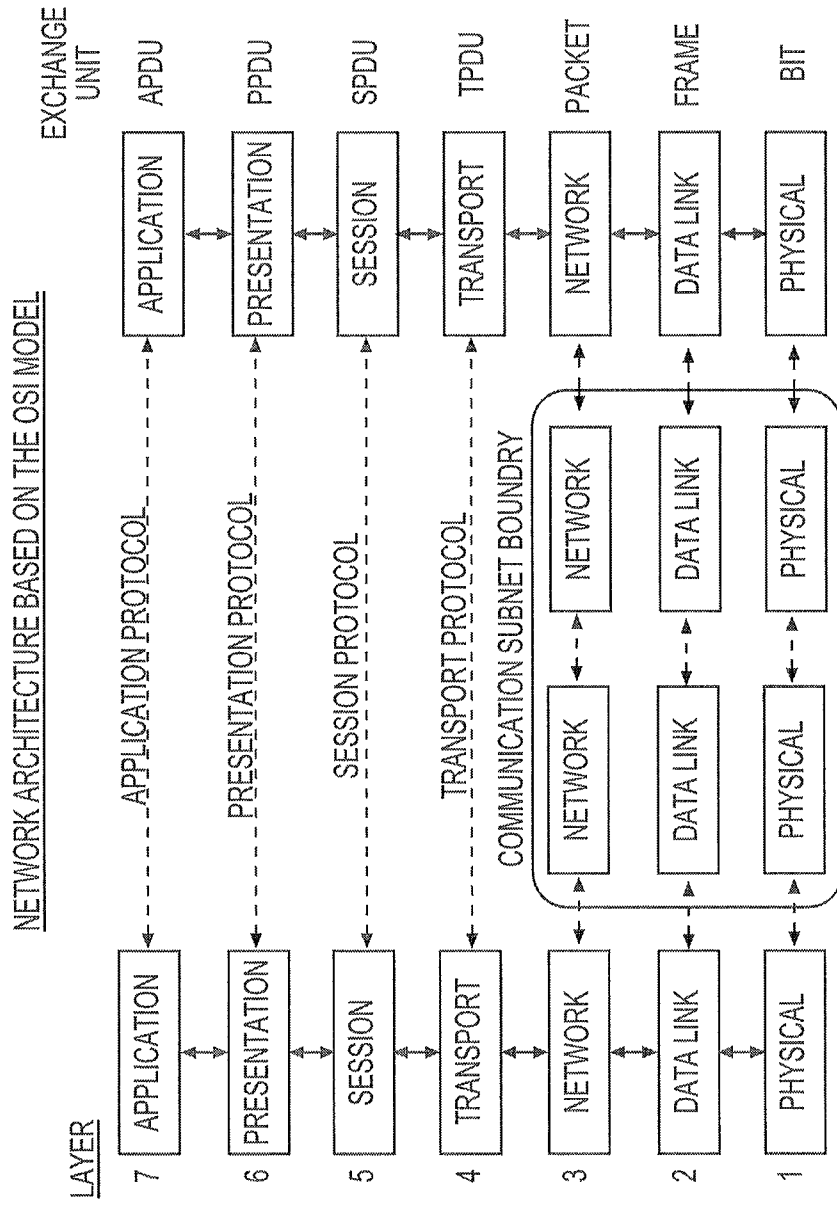 NETWORK ARCHITECTURE BASED ON THE OSI MODEL
LAYER
EXCHANGE
UNIT
7
APPLICATION
APPLICATION PROTOCOL
APPLICATION
APDU
6
PRESENTATION
PRESENTATION PROTOCOL
PRESENTATION
PPDU
5
SESSION
SESSION PROTOCOL
SESSION
SPDU
4
TRANSPORT
TRANSPORT PROTOCOL
TRANSPORT
TPDU
COMMUNICATION SUBNET BOUNDRY
3
NETWORK
NETWORK
NETWORK
NETWORK
PACKET
2
DATA LINK
DATA LINK
DATA LINK
DATA LINK
FRAME
1
PHYSICAL
PHYSICAL
PHYSICAL
PHYSICAL
BIT